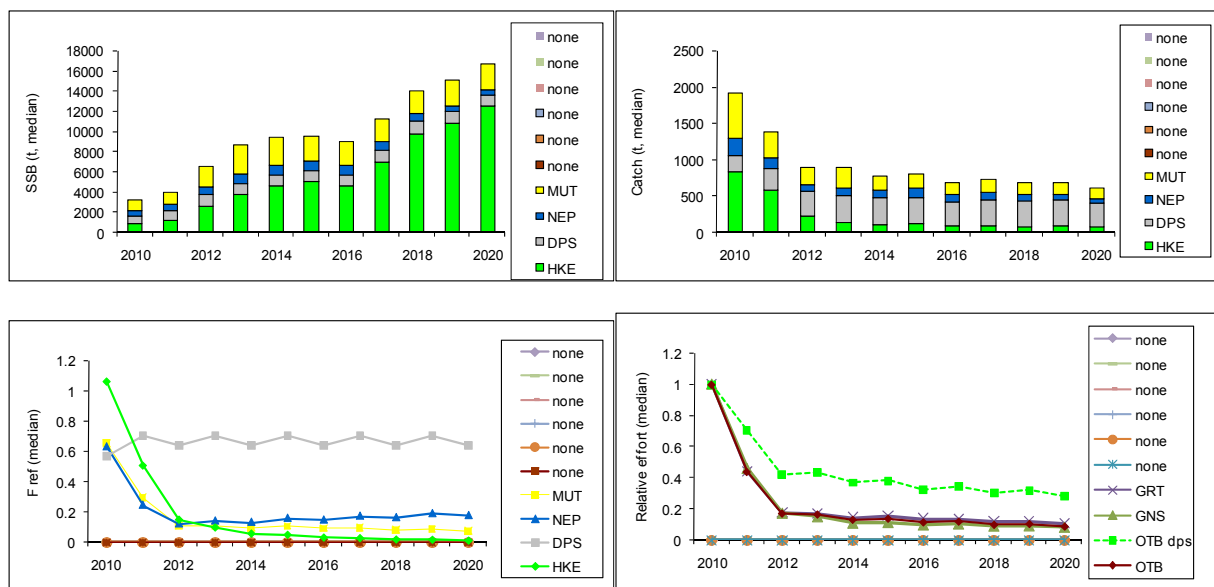 SSB (t, median)
18000
16000
14000
12000
10000
8000
6000
4000
2000
0
2010 2012 2014 2016 2018 2020
none
none
none
none
none
none
MUT
NEP
DPS
HKE
Catch (t, median)
2500
2000
1500
1000
500
0
2010 2012 2014 2016 2018 2020
none
none
none
none
none
none
MUT
NEP
DPS
HKE
F ref (median)
1.2
1
0.8
0.6
0.4
0.2
0
2010 2012 2014 2016 2018 2020
none
none
none
none
none
none
MUT
NEP
DPS
HKE
Relative effort (median)
1.2
1
0.8
0.6
0.4
0.2
0
2010 2012 2014 2016 2018 2020
none
none
none
none
none
none
GRT
GNS
OTB dps
OTB